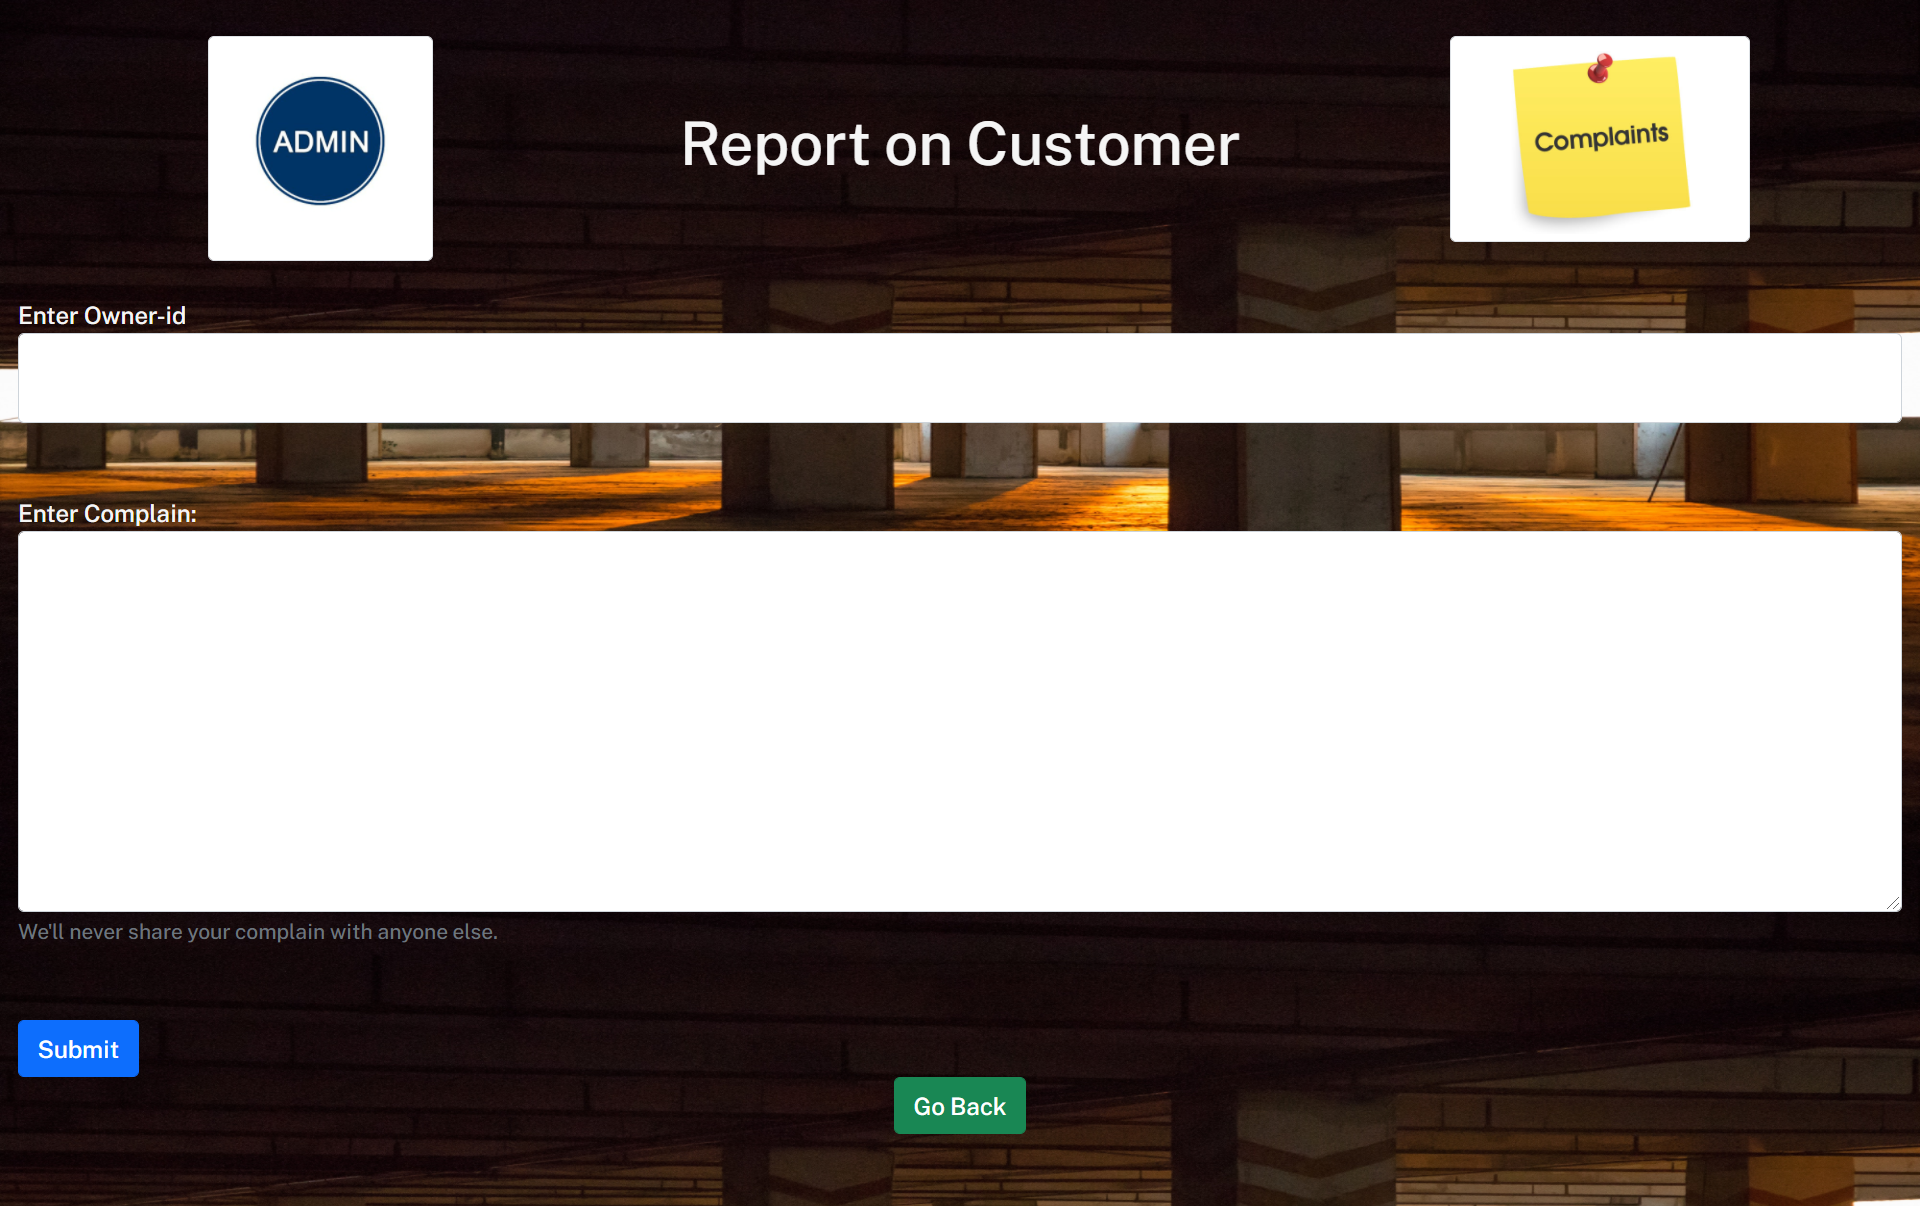 ADMIN
Report on Customer
Complaints
Enter Owner-id
Enter Complain:
We'll never share your complain with anyone else.
Submit
Go Back